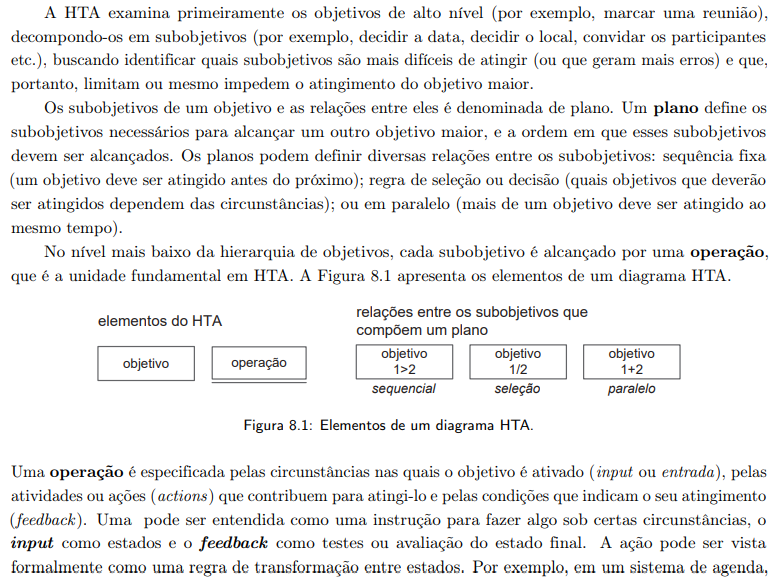 A HTA examina primeiramente os objetivos de alto nível (por exemplo, marcar uma reunião),
decompondo-os em subobjetivos (por exemplo, decidir a data, decidir o local, convidar os participantes
etc.), buscando identificar quais subobjetivos são mais difíceis de atingir (ou que geram mais erros) e que,
portanto, limitam ou mesmo impedem o atingimento do objetivo maior.
Os subobjetivos de um objetivo e as relações entre eles é denominada de plano. Um plano define os
subobjetivos necessários para alcançar um outro objetivo maior, e a ordem em que esses subobjetivos
devem ser alcançados. Os planos podem definir diversas relações entre os subobjetivos: sequência fixa
(um objetivo deve ser atingido antes do próximo); regra de seleção ou decisão (quais objetivos que deverão
ser atingidos dependem das circunstâncias); ou em paralelo (mais de um objetivo deve ser atingido ao
mesmo tempo).
No nível mais baixo da hierarquia de objetivos, cada subobjetivo é alcançado por uma operação,
que é a unidade fundamental em HTA. A Figura 8.1 apresenta os elementos de um diagrama HTA.
elementos do HTA
objetivo
operação
relações entre os subobjetivos que
compõem um plano
objetivo
1>2
sequencial
objetivo
1/2
seleção
objetivo
1+2
paralelo
Figura 8.1: Elementos de um diagrama HTA.
Uma operação é especificada pelas circunstâncias nas quais o objetivo é ativado (input ou entrada), pelas
atividades ou ações (actions) que contribuem para atingi-lo e pelas condições que indicam o seu atingimento
(feedback). Uma pode ser entendida como uma instrução para fazer algo sob certas circunstâncias, o
input como estados e o feedback como testes ou avaliação do estado final. A ação pode ser vista
formalmente como uma regra de transformação entre estados. Por exemplo, em um sistema de agenda,